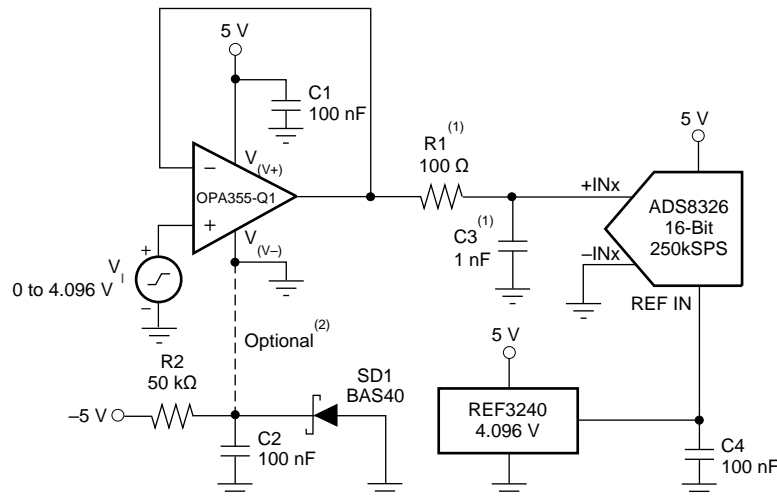 5 V
C1
100 nF
V(V+)
−
OPA355-Q1
+
V(V−)
+
VI
0 to 4.096 V
−
R1(1)
100 Ω
C3(1)
1 nF
5 V
+INx
ADS8326
16-Bit
250kSPS
−INx
REF IN
Optional(2)
R2
50 kΩ
−5 V
C2
100 nF
SD1
BAS40
5 V
REF3240
4.096 V
C4
100 nF